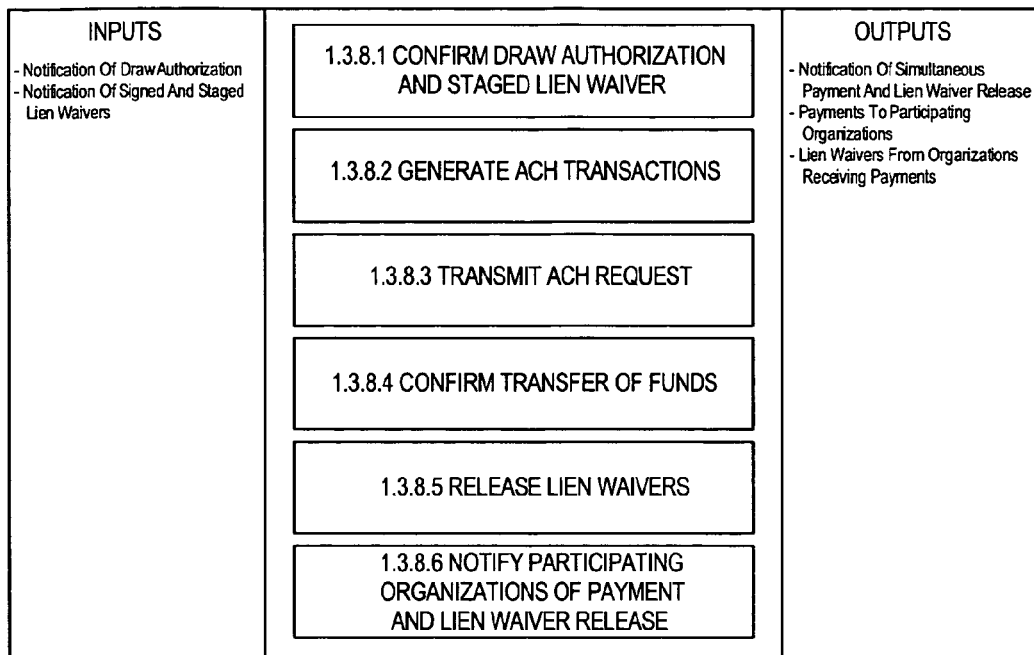 INPUTS
- Notification Of Draw Authorization
- Notification Of Signed And Staged
Lien Waivers
1.3.8.1 CONFIRM DRAW AUTHORIZATION
AND STAGED LIEN WAIVER
1.3.8.2 GENERATE ACH TRANSACTIONS
1.3.8.3 TRANSMIT ACH REQUEST
1.3.8.4 CONFIRM TRANSFER OF FUNDS
1.3.8.5 RELEASE LIEN WAIVERS
1.3.8.6 NOTIFY PARTICIPATING
ORGANIZATIONS OF PAYMENT
AND LIEN WAIVER RELEASE
OUTPUTS
- Notification Of Simultaneous
Payment And Lien Waiver Release
- Payments To Participating
Organizations
- Lien Waivers From Organizations
Receiving Payments